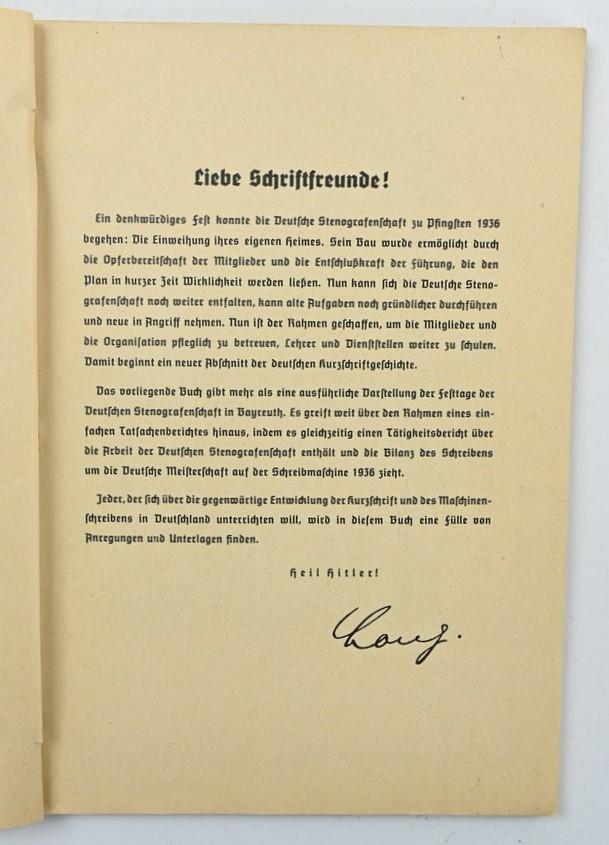 Liebe Schriftfreunde!
Ein denkwürdiges Fest konnte die Deutsche Stenografenschaft zu Pfingsten 1936
begehen: Die Einweihung ihres eigenen Heimes. Sein Bau wurde ermöglicht durch
die Opferbereitschaft der Mitglieder und die Entschlußkraft der Führung, die den
Plan in kurzer Zeit Wirklichkeit werden ließen. Nun kann sich die Deutsche Steno-
grafenschaft noch weiter entfalten, kann alte Aufgaben noch gründlicher durchführen
und neue in Angriff nehmen. Nun ist der Rahmen geschaffen, um die Mitglieder und
die Organisation pfleglich zu betreuen, Lehrer und Dienststellen weiter zu schulen.
Damit beginnt ein neuer Abschnitt der deutschen Kurzschriftgeschichte.
Das vorliegende Buch gibt mehr als eine ausführliche Darstellung der Festtage der
Deutschen Stenografenschaft in Bayreuth. Es greift weit über den Rahmen eines ein-
fachen Tatsachenberichtes hinaus, indem es gleichzeitig einen Tätigkeitsbericht über
die Arbeit der Deutschen Stenografenschaft enthält und die Bilanz des Schreibens
um die Deutsche Meisterschaft auf der Schreibmaschine 1936 zieht.
Jeder, der sich über die gegenwärtige Entwicklung der Kurzschrift und des Maschinen-
schreibens in Deutschland unterrichten will, wird in diesem Buch eine Fülle von
Anregungen und Unterlagen finden.
Heil Hitler!